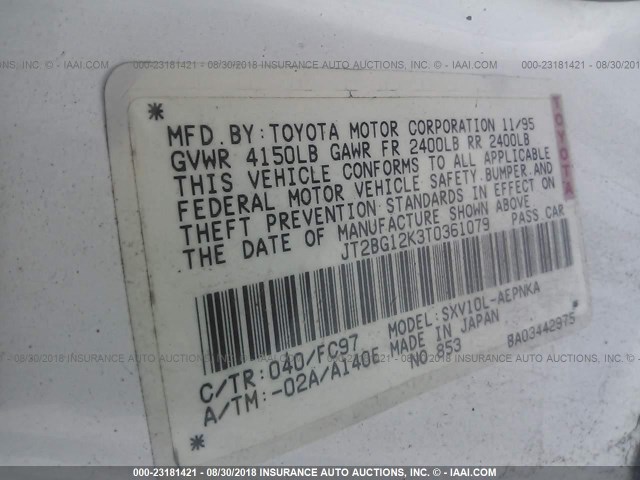 - © IAAI.COM 000-23181421 - 08/30/2018 INSURANCE AUTO AUCTIONS, INC. - © IAAI.COM 000-23181421 - 08/30/2018 INSURANCE AUTO AUCTIONS, INC. -
*
MFD. BY: TOYOTA MOTOR CORPORATION 11/95
GVWR 4150LB GAWR FR 2400LB RR 2400LB
THIS VEHICLE CONFORMS TO ALL APPLICABLE
FEDERAL MOTOR VEHICLE SAFETY, BUMPER, AND
THEFT PREVENTION STANDARDS IN EFFECT ON
THE DATE OF MANUFACTURE SHOWN ABOVE
JT2BG12K3T0361079 PASS CAR
TOYOTA
C/TR: 040/FC97 MODEL: SXV10L-AEPNKA
A/TM: -02A/A140E MADE IN JAPAN
NO 853 BA03442975
*
000-23181421 - 08/30/2018 INSURANCE AUTO AUCTIONS, INC. - © IAAI.COM